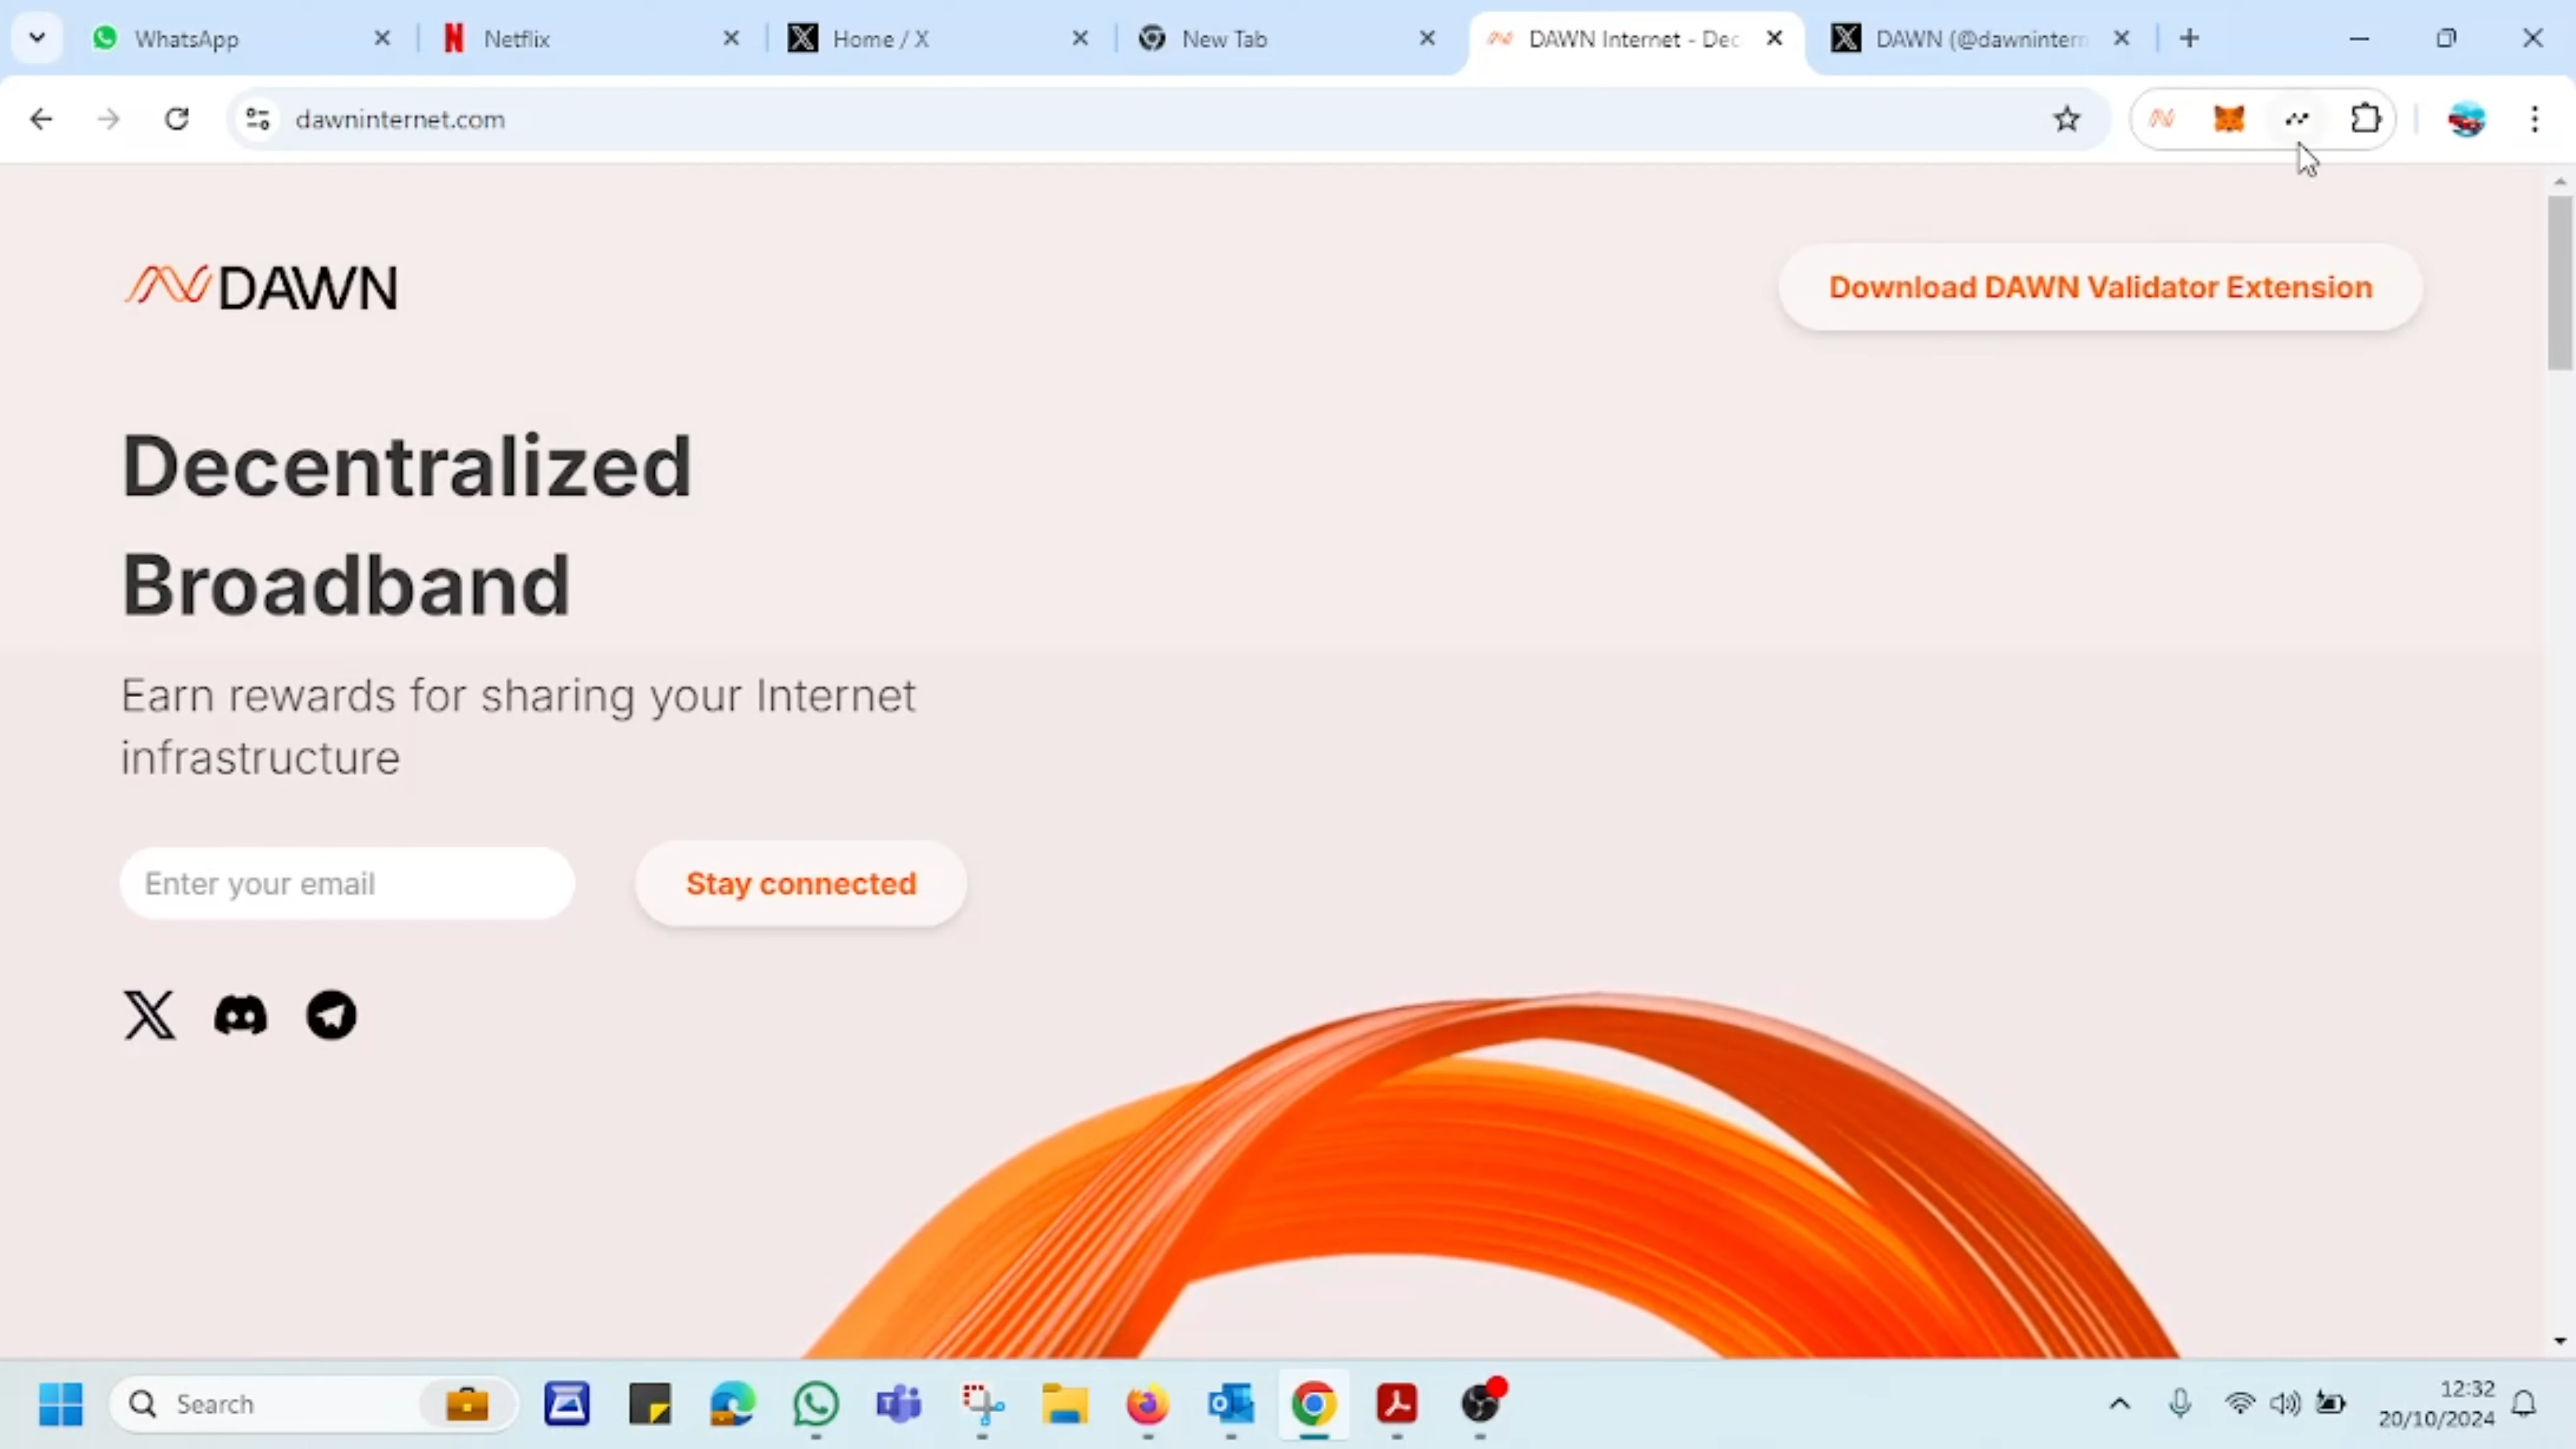 WhatsApp
Netflix
Home / X
New Tab
DAWN Internet - Dec
DAWN (@dawnintern
dawninternet.com
DAWN
Download DAWN Validator Extension
Decentralized
Broadband
Earn rewards for sharing your Internet
infrastructure
Enter your email
Stay connected
Search
12:32
20/10/2024